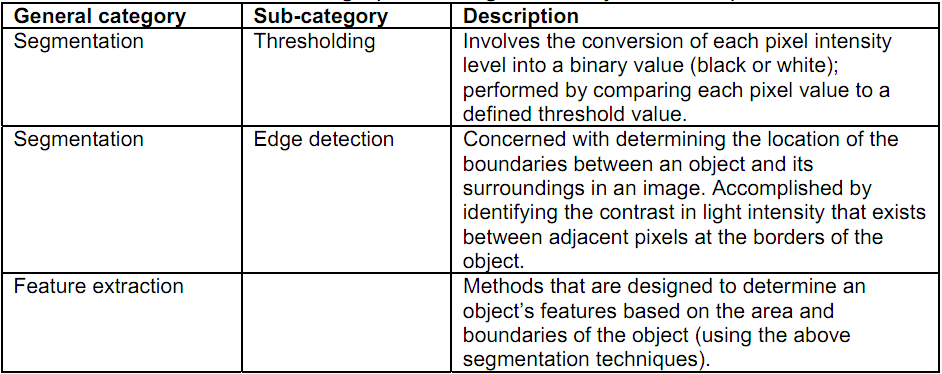 General category Sub-category Description
Segmentation Thresholding Involves the conversion of each pixel intensity
level into a binary value (black or white);
performed by comparing each pixel value to a
defined threshold value.
Segmentation Edge detection Concerned with determining the location of the
boundaries between an object and its
surroundings in an image. Accomplished by
identifying the contrast in light intensity that exists
between adjacent pixels at the borders of the
object.
Feature extraction Methods that are designed to determine an
object's features based on the area and
boundaries of the object (using the above
segmentation techniques).